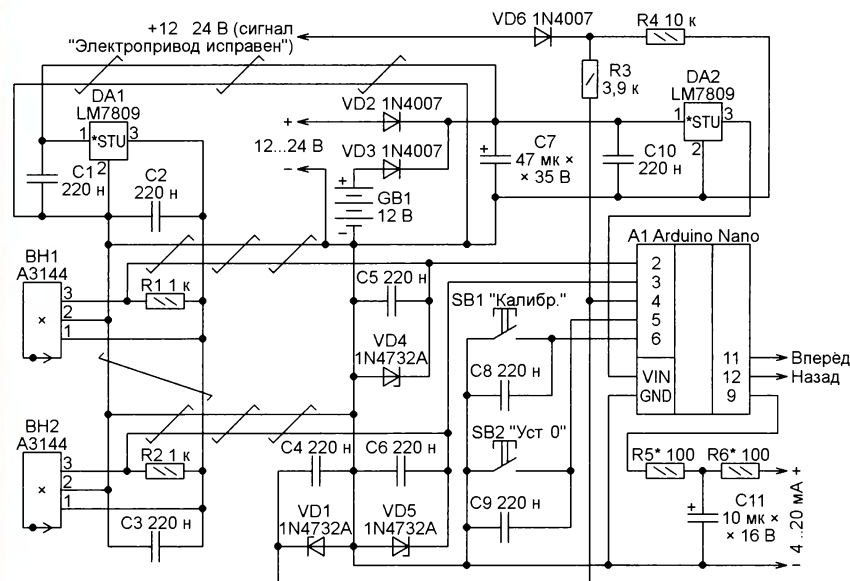 +12 24 В (сигнал
"Электропривод исправен")
VD6 1N4007
R4 10 к
R3
3,9 к
DA1
LM7809
1 *STU 3
2
C1
220 н
C2
220 н
VD2 1N4007
+
12...24 В
−
VD3 1N4007
+
GB1
12 В
−
+ C7
47 мк ×
× 35 В
C10
220 н
DA2
LM7809
1 *STU 3
2
BH1
A3144
×
3
2
1
R1 1 к
C5 220 н
VD4
1N4732A
SB1 "Калибр."
C8 220 н
A1 Arduino Nano
2
3
4
5
6
VIN
GND
11
12
9
Вперёд
Назад
BH2
A3144
×
3
2
1
R2 1 к
C3 220 н
C4 220 н
C6 220 н
VD1
1N4732A
VD5
1N4732A
SB2 "Уст 0"
C9 220 н
R5* 100
R6* 100
+
C11
10 мк ×
× 16 В
+
4 ..20 мА
−